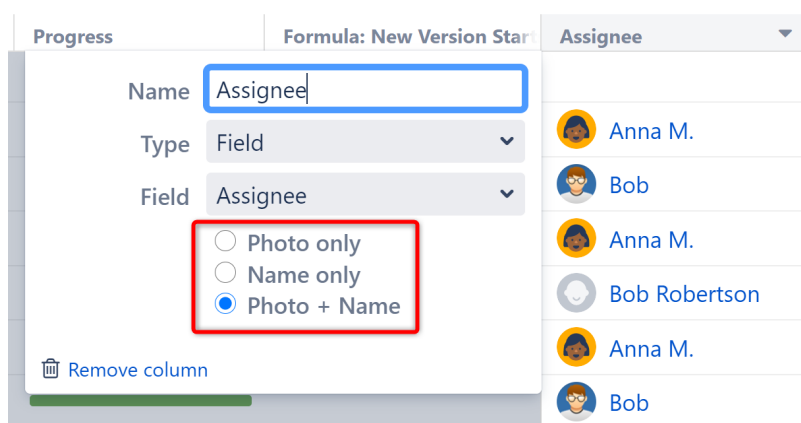 Progress
Formula: New Version Start
Assignee
Name
Assignee
Type
Field
Field
Assignee
Photo only
Name only
Photo + Name
Remove column
Anna M.
Bob
Anna M.
Bob Robertson
Anna M.
Bob